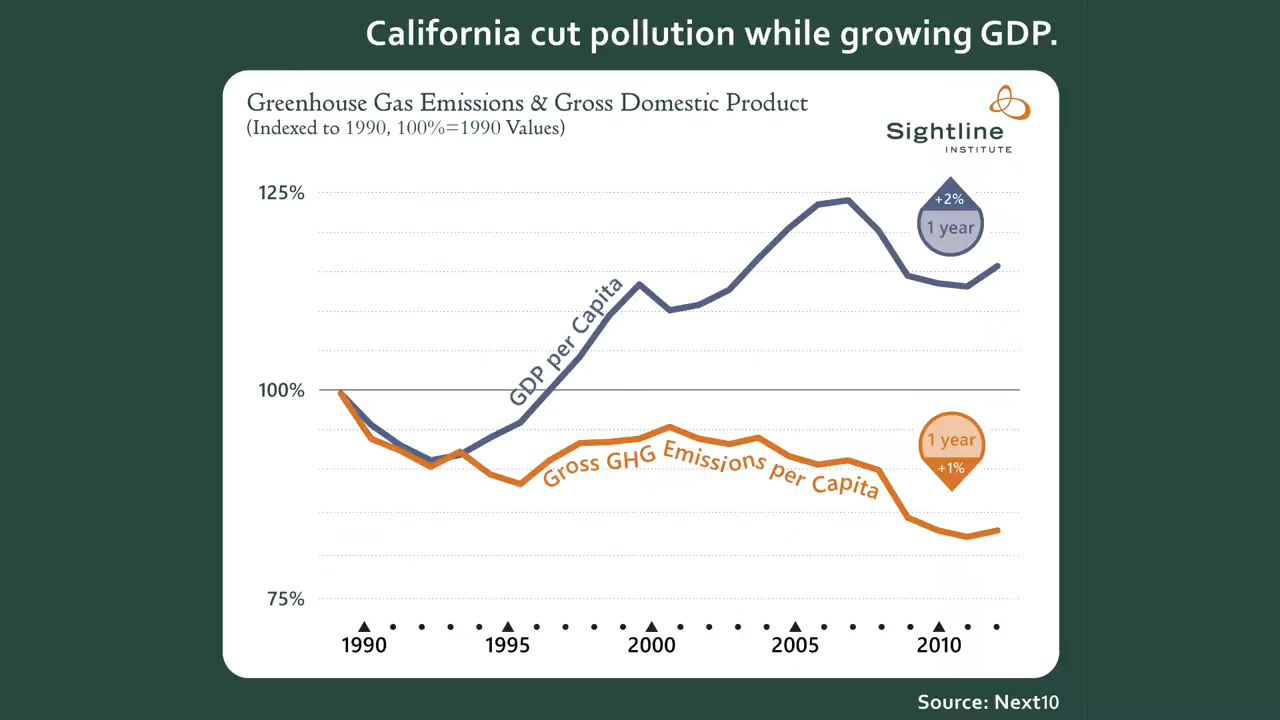 California cut pollution while growing GDP.
Greenhouse Gas Emissions & Gross Domestic Product
(Indexed to 1990, 100%=1990 Values)
Sightline
INSTITUTE
125%
+2%
1 year
GDP per Capita
100%
1 year
+1%
Gross GHG Emissions per Capita
75%
1990 1995 2000 2005 2010
Source: Next10